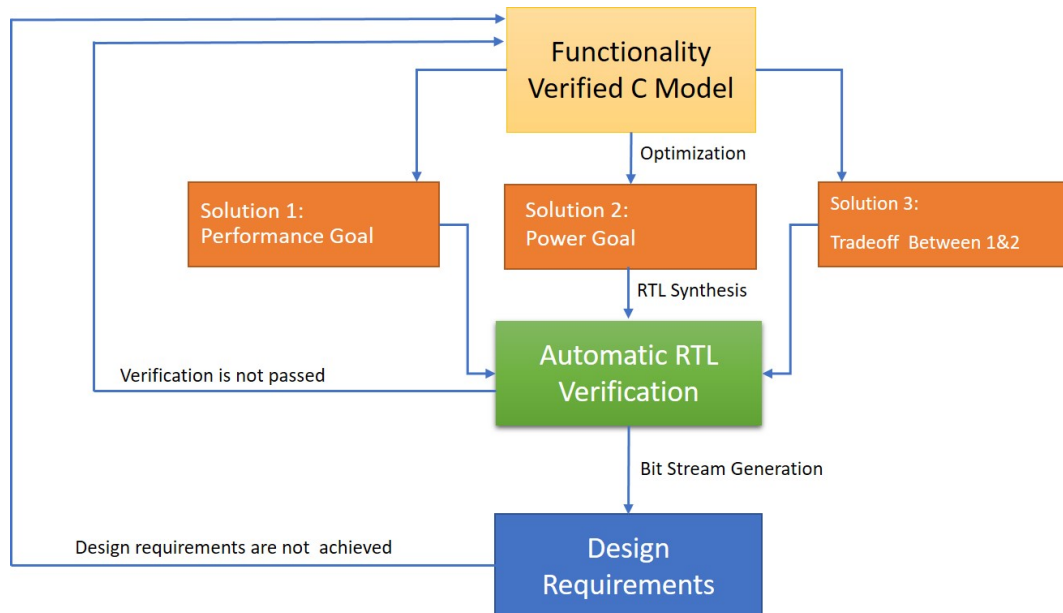 Functionality
Verified C Model
Optimization
Solution 1:
Performance Goal
Solution 2:
Power Goal
Solution 3:
Tradeoff Between 1&2
RTL Synthesis
Automatic RTL
Verification
Verification is not passed
Bit Stream Generation
Design requirements are not achieved
Design
Requirements